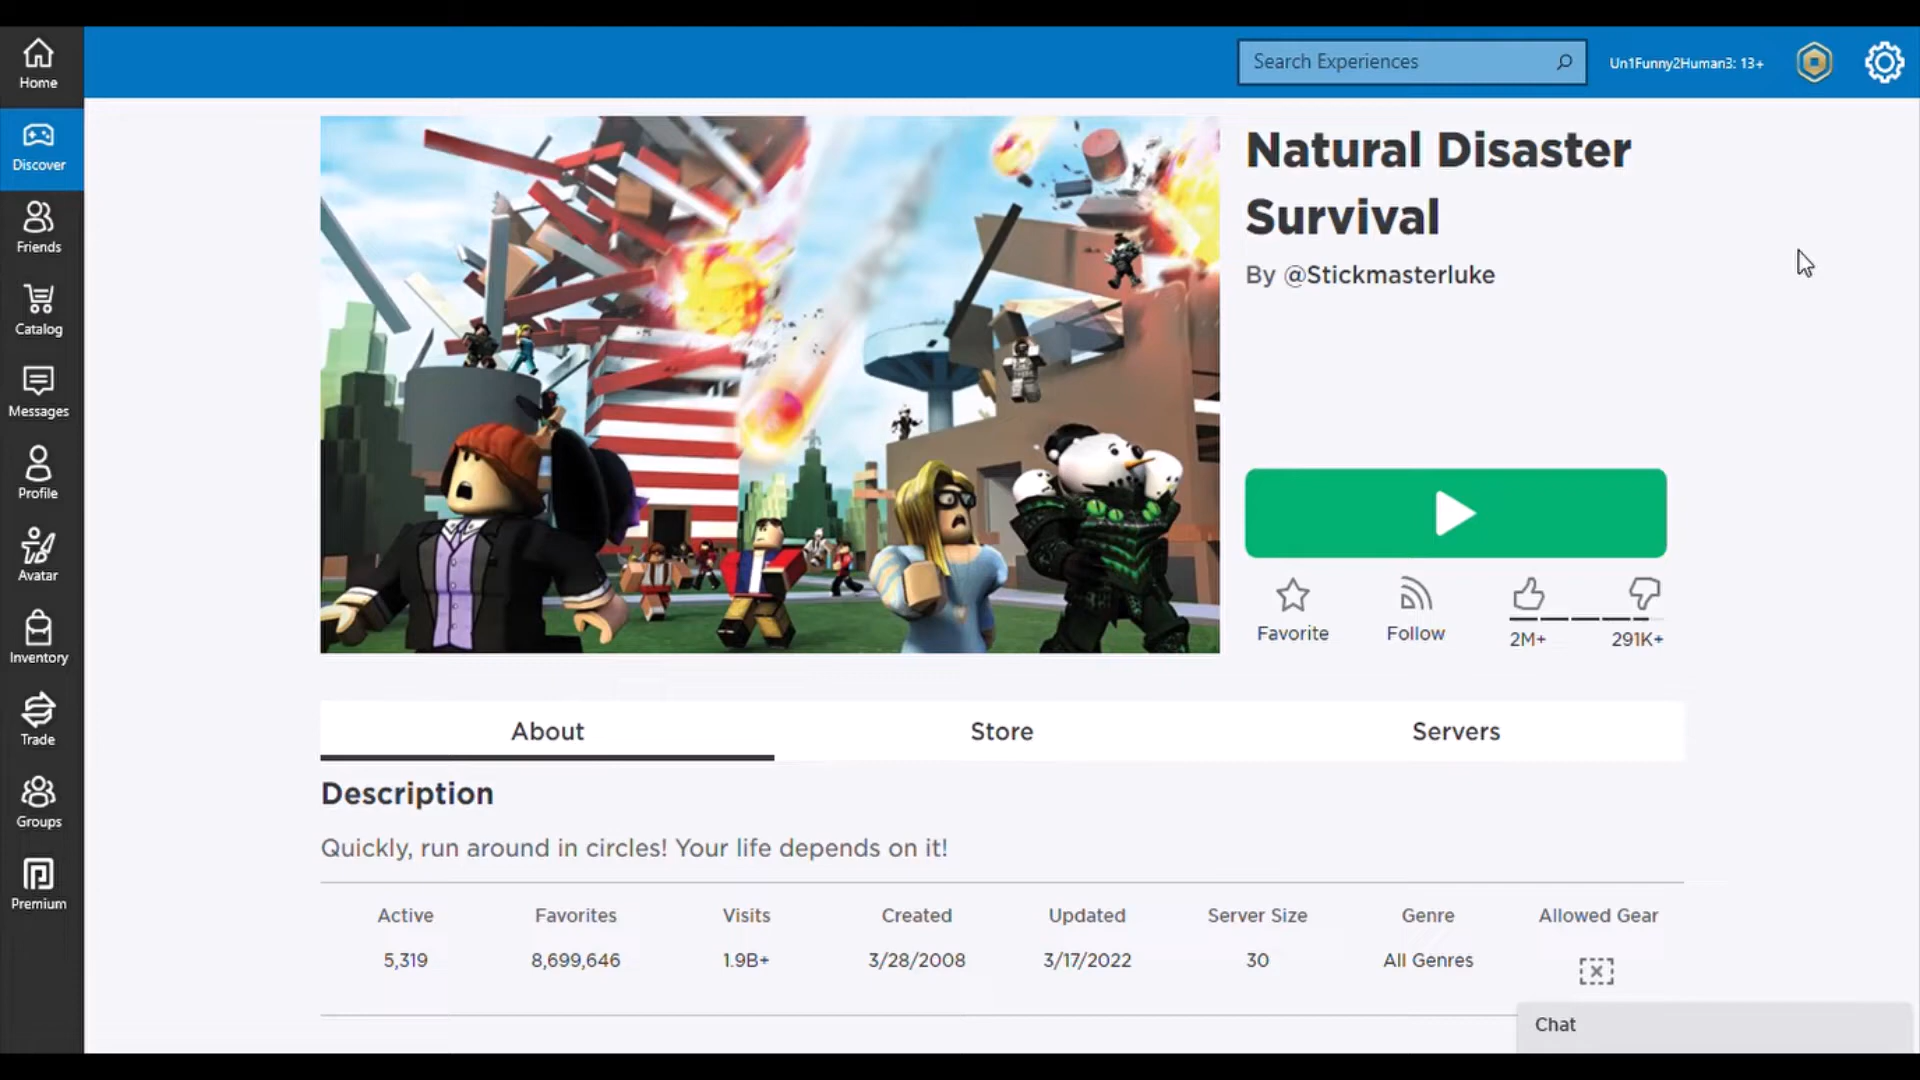 Home
Discover
Friends
Catalog
Messages
Profile
Avatar
Inventory
Trade
Groups
Premium
Search Experiences
Un1Funny2Human3: 13+
Natural Disaster
Survival
By @Stickmasterluke
Favorite
Follow
2M+
291K+
About
Store
Servers
Description
Quickly, run around in circles! Your life depends on it!
Active
Favorites
Visits
Created
Updated
Server Size
Genre
Allowed Gear
5,319
8,699,646
1.9B+
3/28/2008
3/17/2022
30
All Genres
Chat